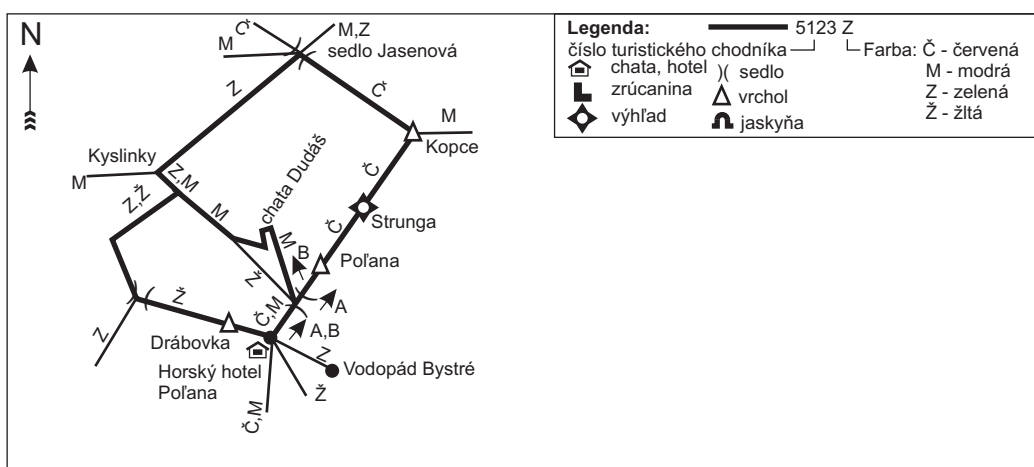 N
Č
M,Z
M
sedlo Jasenová
Z
Č
M
Kopce
Kyslinky
M
Z,M
chata Dudáš
Č
Z,Ž
M
Strunga
Č
M
B
Poľana
Z
Ž
Č,M
A
A,B
Z
Drábovka
Z
Vodopád Bystré
Horský hotel
Poľana
Ž
Č,M
Legenda: 5123 Z
číslo turistického chodníka Farba: Č - červená
chata, hotel )( sedlo M - modrá
zrúcanina vrchol Z - zelená
výhľad jaskyňa Ž - žltá